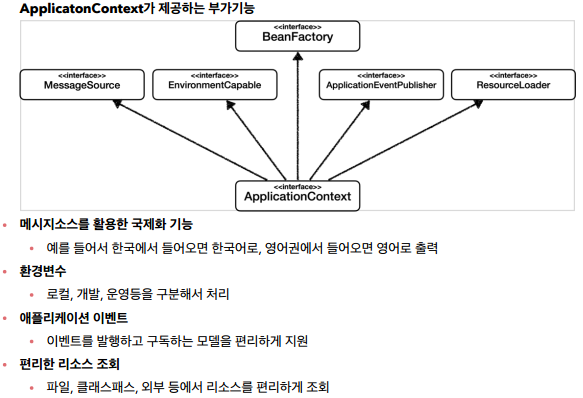 ApplicatonContext가 제공하는 부가기능
<<interface>>
BeanFactory
<<interface>>
MessageSource
<<interface>>
EnvironmentCapable
<<interface>>
ApplicationEventPublisher
<<interface>>
ResourceLoader
<<interface>>
ApplicationContext
• 메시지소스를 활용한 국제화 기능
• 예를 들어서 한국에서 들어오면 한국어로, 영어권에서 들어오면 영어로 출력
• 환경변수
• 로컬, 개발, 운영등을 구분해서 처리
• 애플리케이션 이벤트
• 이벤트를 발행하고 구독하는 모델을 편리하게 지원
• 편리한 리소스 조회
• 파일, 클래스패스, 외부 등에서 리소스를 편리하게 조회